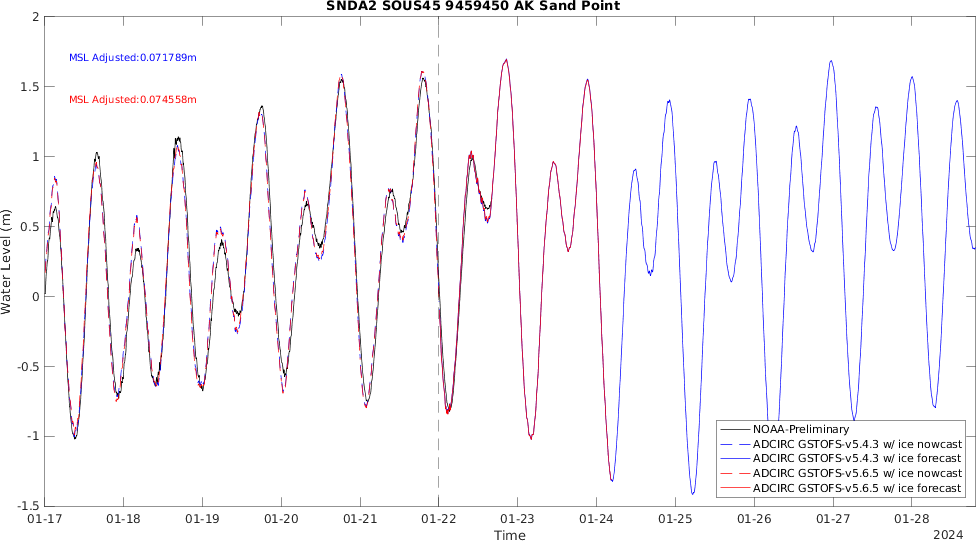 SNDA2 SOUS45 9459450 AK Sand Point
MSL Adjusted:0.071789m
MSL Adjusted:0.074558m
Water Level (m)
2
1.5
1
0.5
0
-0.5
-1
-1.5
NOAA-Preliminary
ADCIRC GSTOFS-v5.4.3 w/ ice nowcast
ADCIRC GSTOFS-v5.4.3 w/ ice forecast
ADCIRC GSTOFS-v5.6.5 w/ ice nowcast
ADCIRC GSTOFS-v5.6.5 w/ ice forecast
01-17 01-18 01-19 01-20 01-21 01-22 01-23 01-24 01-25 01-26 01-27 01-28
Time
2024